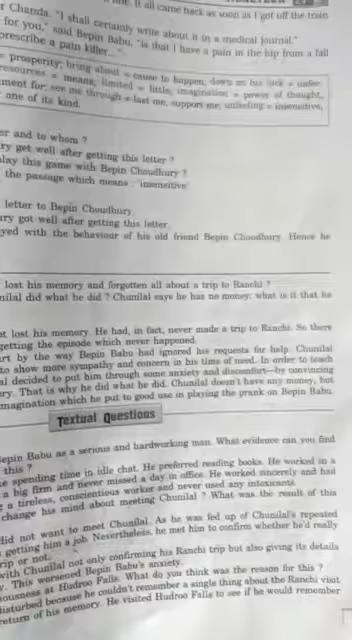 It all came back as soon as I got off the train
r Chanda. "I shall certainly write about it in a medical journal."
for you," said Bepin Babu, "is that I have a pain in the hip from a fall
prescribe a pain killer..."
= prosperity; bring about = cause to happen; down on his luck =
resources = means; limited = little; imagination = power of thought,
ment for; see me through = last me, support me; unfeeling = insensitive,
one of its kind.
er and to whom ?
ry get well after getting this letter ?
lay this game with Bepin Choudhury ?
the passage which means : 'insensitive'
letter to Bepin Choudhury.
ry got well after getting this letter.
yed with the behaviour of his old friend Bepin Choudhury. Hence he
lost his memory and forgotten all about a trip to Ranchi ?
nilal did what he did ? Chunilal says he has no money; what is it that he
ot lost his memory. He had, in fact, never made a trip to Ranchi. So there
getting the episode which never happened.
rt by the way Bepin Babu had ignored his requests for help. Chunilal
to show more sympathy and concern in his time of need. In order to teach
al decided to put him through some anxiety and discomfort—by convincing
ry. That is why he did what he did. Chunilal doesn't have any money, but
magination which he put to good use in playing the prank on Bepin Babu.
Textual Questions
epin Babu as a serious and hardworking man. What evidence can you find
this ?
e spending time in idle chat. He preferred reading books. He worked in a
a big firm and never missed a day in office. He worked sincerely and had
a tireless, conscientious worker and never used any intoxicants.
change his mind about meeting Chunilal ? What was the result of this
did not want to meet Chunilal. As he was fed up of Chunilal's repeated
getting him a job. Nevertheless, he met him to confirm whether he'd really
rip or not.
with Chunilal not only confirming his Ranchi trip but also giving its details
y. This worsened Bepin Babu's anxiety.
iousness at Hudroo Falls. What do you think was the reason for this ?
disturbed because he couldn't remember a single thing about the Ranchi visit
return of his memory. He visited Hudroo Falls to see if he would remember